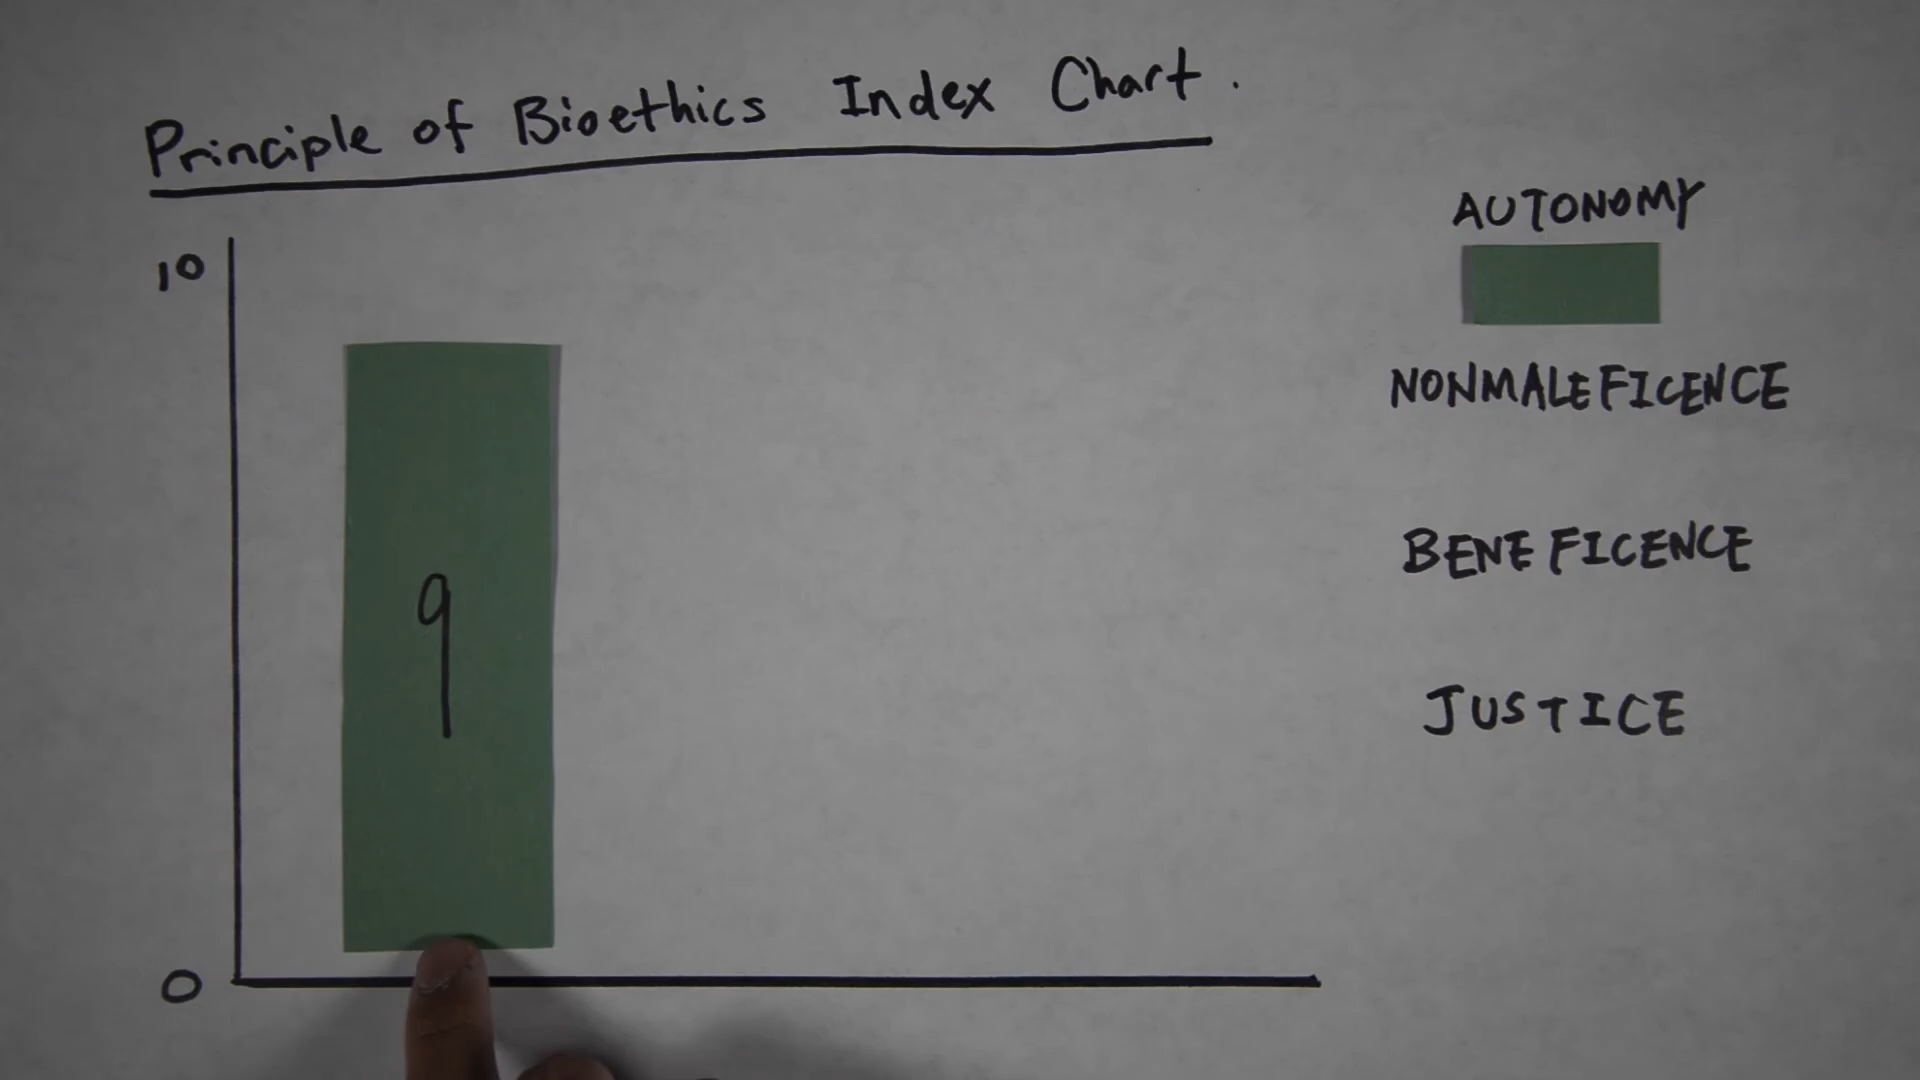 Principle of Bioethics Index Chart.
10
9
0
AUTONOMY
NONMALEFICENCE
BENEFICENCE
JUSTICE